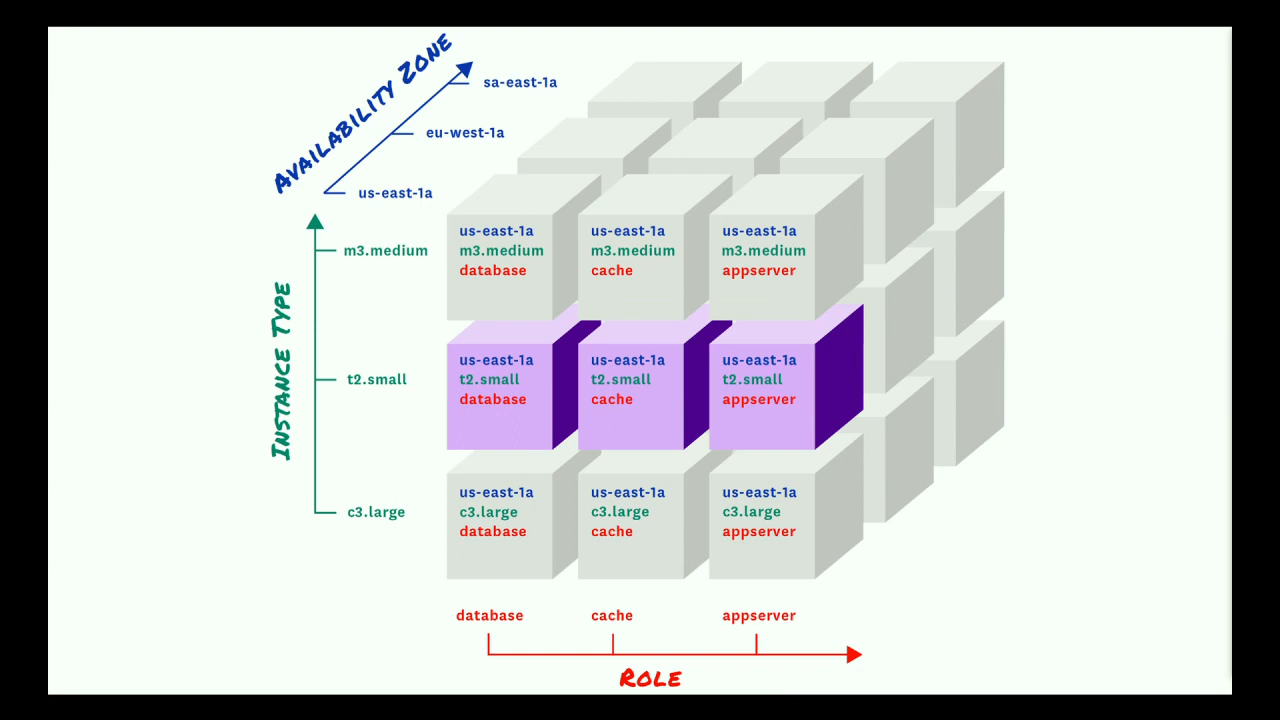 AVAILABILITY ZONE
sa-east-1a
eu-west-1a
us-east-1a
INSTANCE TYPE
m3.medium
t2.small
c3.large
us-east-1a
m3.medium
database
us-east-1a
m3.medium
cache
us-east-1a
m3.medium
appserver
us-east-1a
t2.small
database
us-east-1a
t2.small
cache
us-east-1a
t2.small
appserver
us-east-1a
c3.large
database
us-east-1a
c3.large
cache
us-east-1a
c3.large
appserver
database
cache
appserver
ROLE